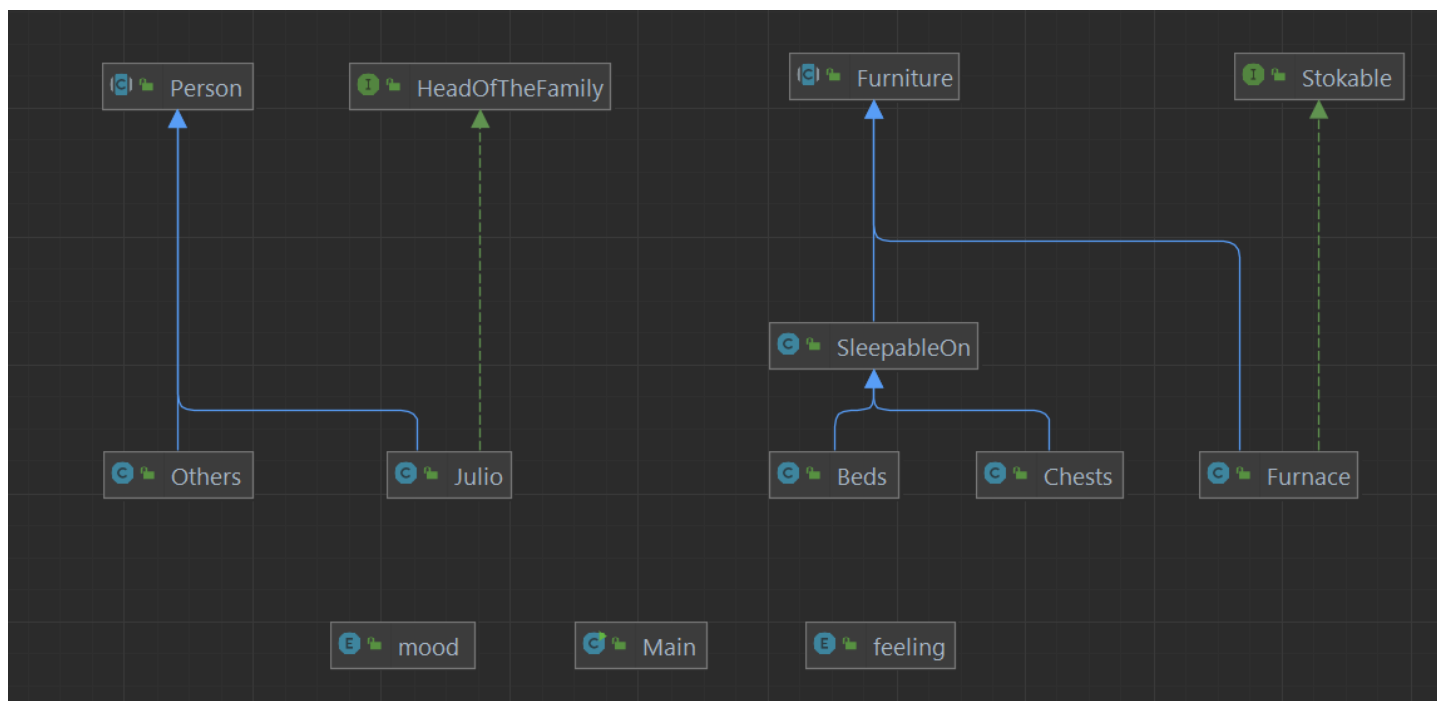 Person
HeadOfTheFamily
Furniture
Stokable
SleepableOn
Others
Julio
Beds
Chests
Furnace
mood
Main
feeling